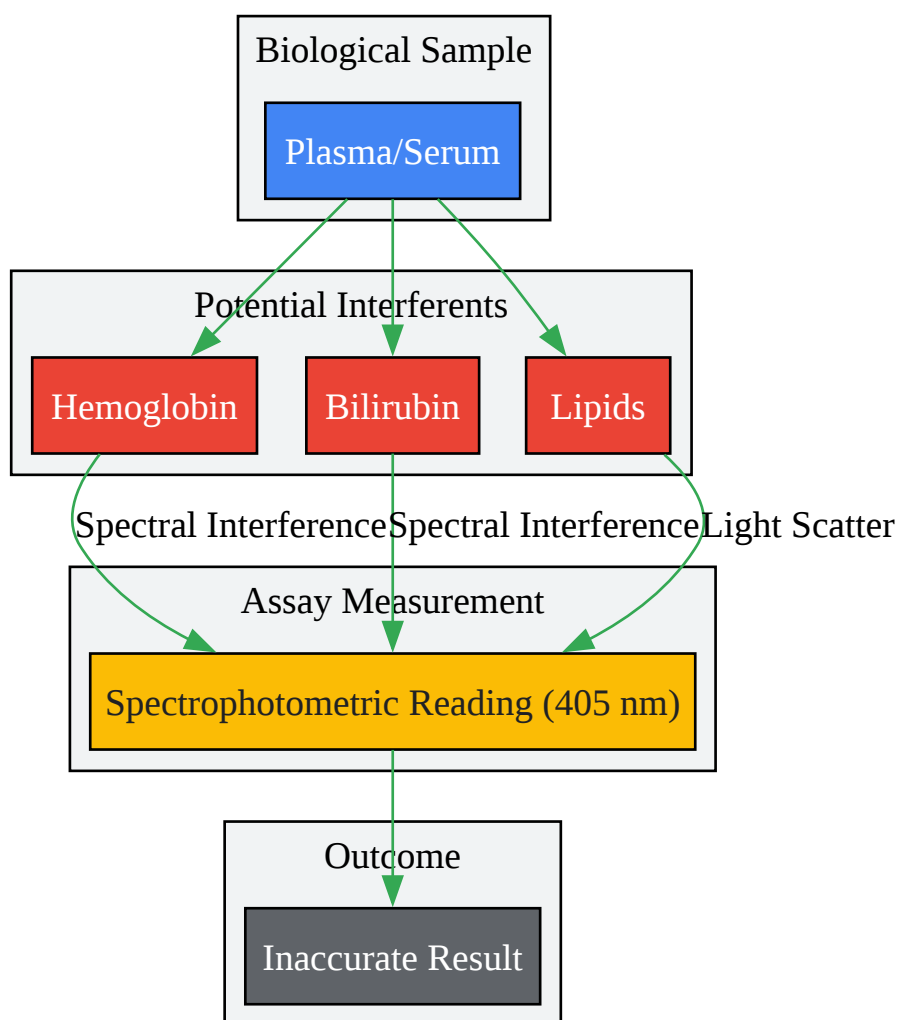 Biological Sample
Plasma/Serum
Potential Interferents
Hemoglobin
Bilirubin
Lipids
Spectral Interference
Spectral Interference
Light Scatter
Assay Measurement
Spectrophotometric Reading (405 nm)
Outcome
Inaccurate Result